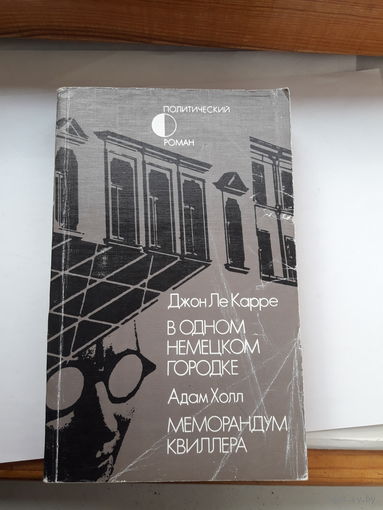 ПОЛИТИЧЕСКИЙ
РОМАН
Джон Ле Карре
В ОДНОМ
НЕМЕЦКОМ
ГОРОДКЕ
Адам Холл
МЕМОРАНДУМ
КВИЛЛЕРА